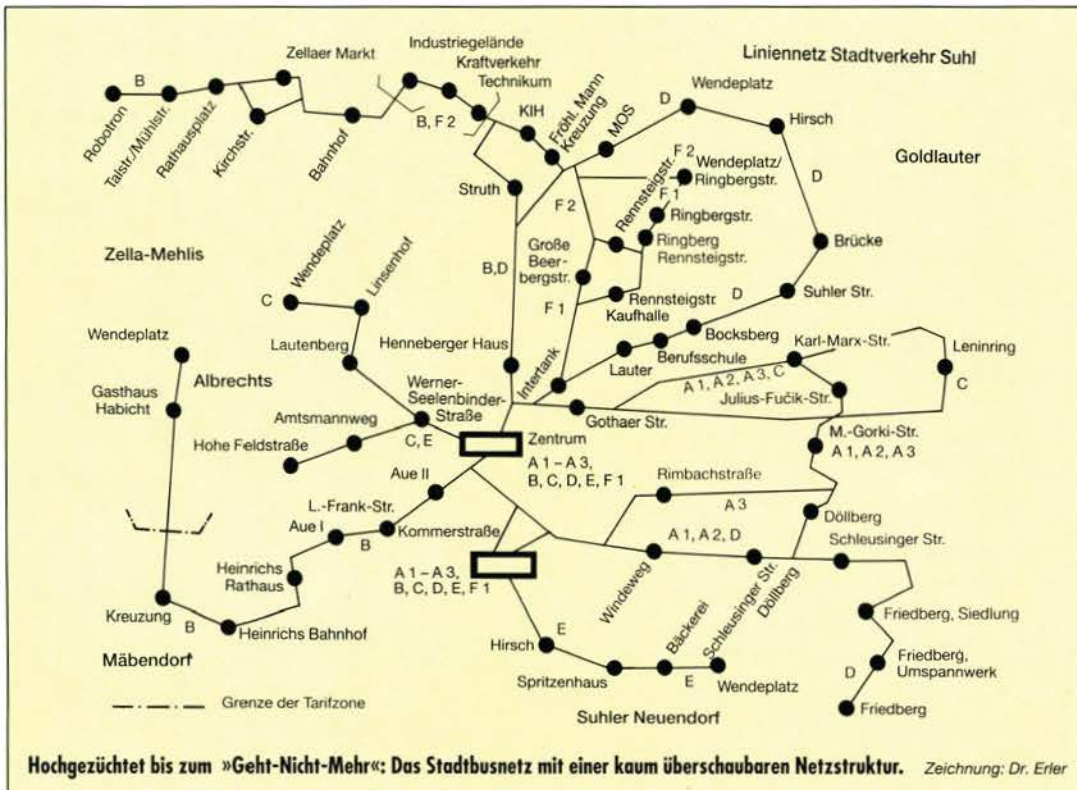 Liniennetz Stadtverkehr Suhl
Zellaer Markt
Industriegelände
Kraftverkehr
Technikum
B
B, F 2
KIH
Fröhl. Mann
Kreuzung
MOS
D
Wendeplatz
Hirsch
Goldlauter
Robotron
Talstr./Mühlstr.
Rathausplatz
Kirchstr.
Bahnhof
Struth
F 2
Rennsteigstr.
F 2
Wendeplatz/
Ringbergstr.
F 1
Ringbergstr.
Ringberg
Rennsteigstr.
D
Brücke
Zella-Mehlis
Wendeplatz
Linsenhof
C
B,D
Große
Beer-
bergstr.
F 1
Rennsteigstr.
Kaufhalle
D
Suhler Str.
Bocksberg
Berufsschule
Lauter
Intertank
Henneberger Haus
Karl-Marx-Str.
Leninring
A 1, A 2, A 3, C
C
Julius-Fučik-Str.
Gothaer Str.
M.-Gorki-Str.
A 1, A 2, A 3
Wendeplatz
Lautenberg
Gasthaus
Habicht
Albrechts
Werner-
Seelenbinder-
Straße
Amtsmannweg
Hohe Feldstraße
C, E
Zentrum
A 1 – A 3,
B, C, D, E, F 1
Aue II
L.-Frank-Str.
Aue I
B
Kommerstraße
Rimbachstraße
A 3
Döllberg
A 1, A 2, D
Schleusinger Str.
A 1 – A 3,
B, C, D, E, F 1
Heinrichs
Rathaus
Kreuzung
B
Heinrichs Bahnhof
Mäbendorf
Windeweg
Schleusinger Str.
Döllberg
Friedberg, Siedlung
Friedberg,
Umspannwerk
D
Friedberg
Hirsch
E
Spritzenhaus
Bäckerei
E
Wendeplatz
Suhler Neuendorf
Grenze der Tarifzone
Hochgezüchtet bis zum »Geht-Nicht-Mehr«: Das Stadtbusnetz mit einer kaum überschaubaren Netzstruktur. Zeichnung: Dr. Erler